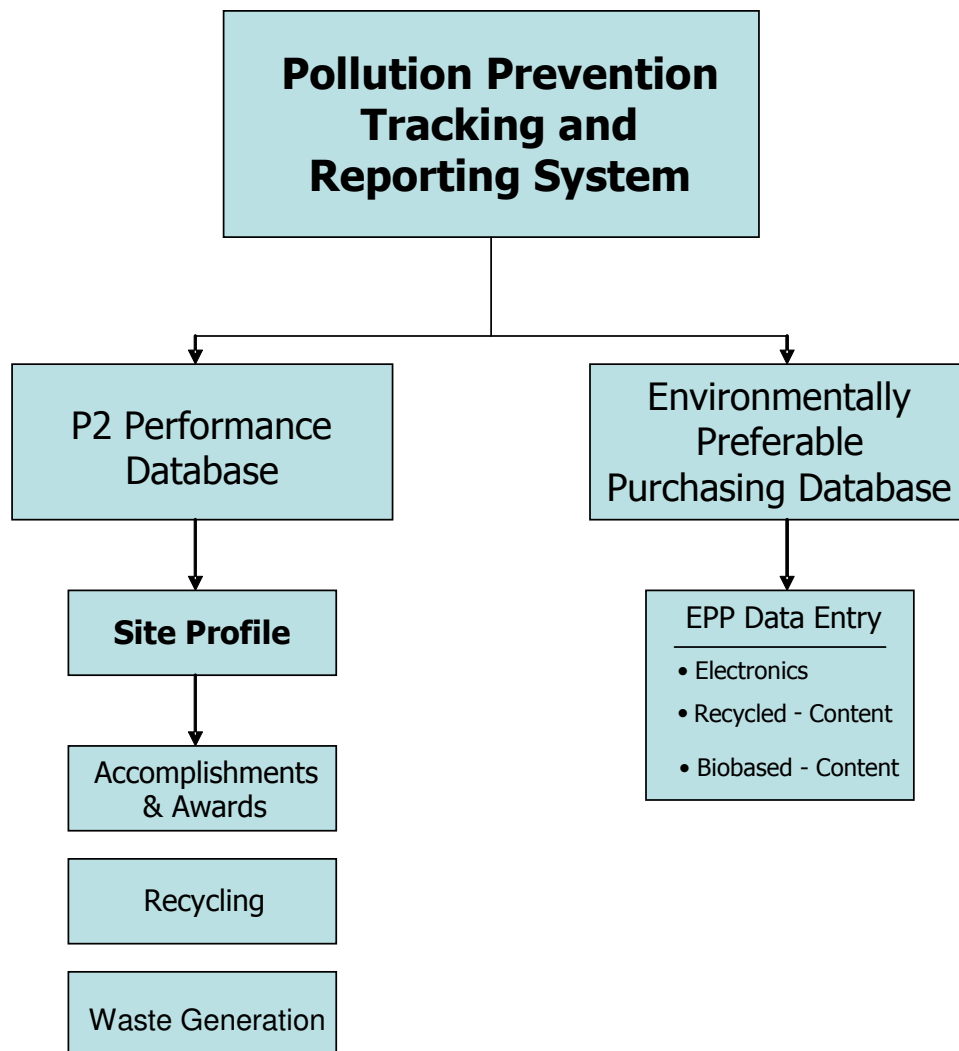 Pollution Prevention
Tracking and
Reporting System
P2 Performance
Database
Environmentally
Preferable
Purchasing Database
Site Profile
EPP Data Entry
• Electronics
• Recycled - Content
• Biobased - Content
Accomplishments
& Awards
Recycling
Waste Generation